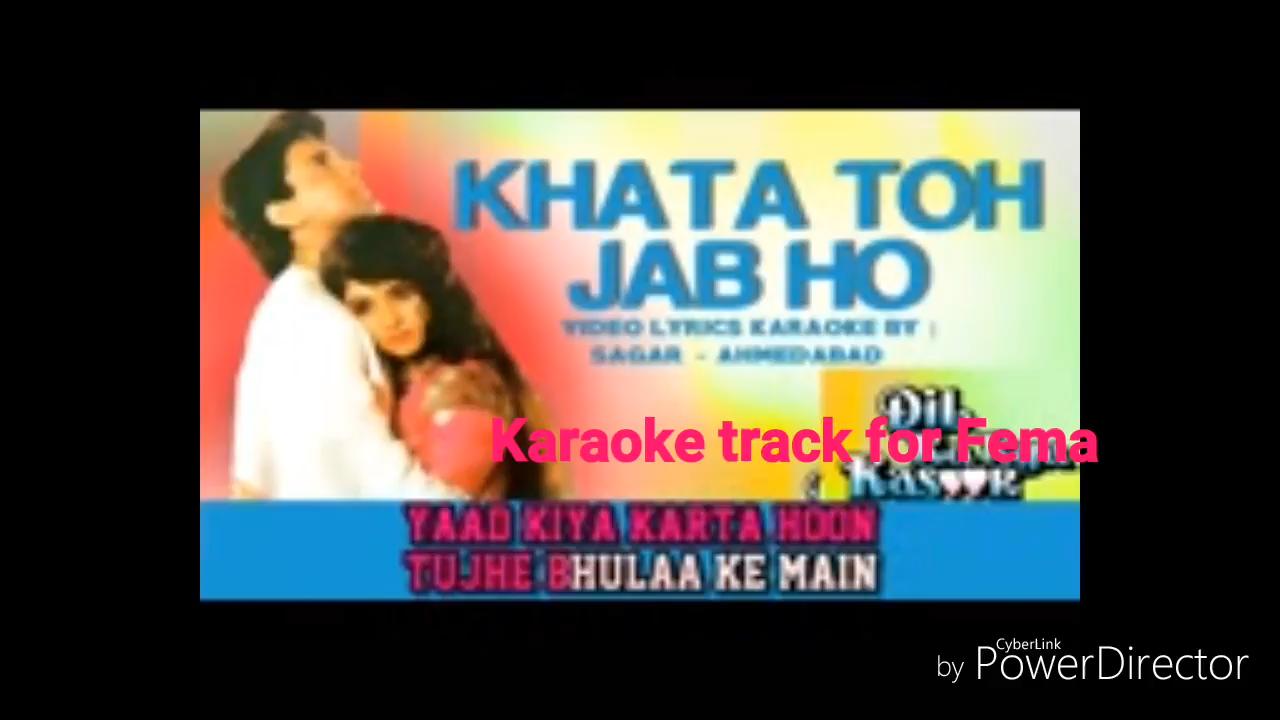 KHATA TOH
JAB HO
VIDEO LYRICS KARAOKE BY :
SAGAR - AHMEDABAD
Dil
Kasoor
Karaoke track for Fema
YAAD KIYA KARTA HOON
TUJHE BHULAA KE MAIN
CyberLink
by PowerDirector